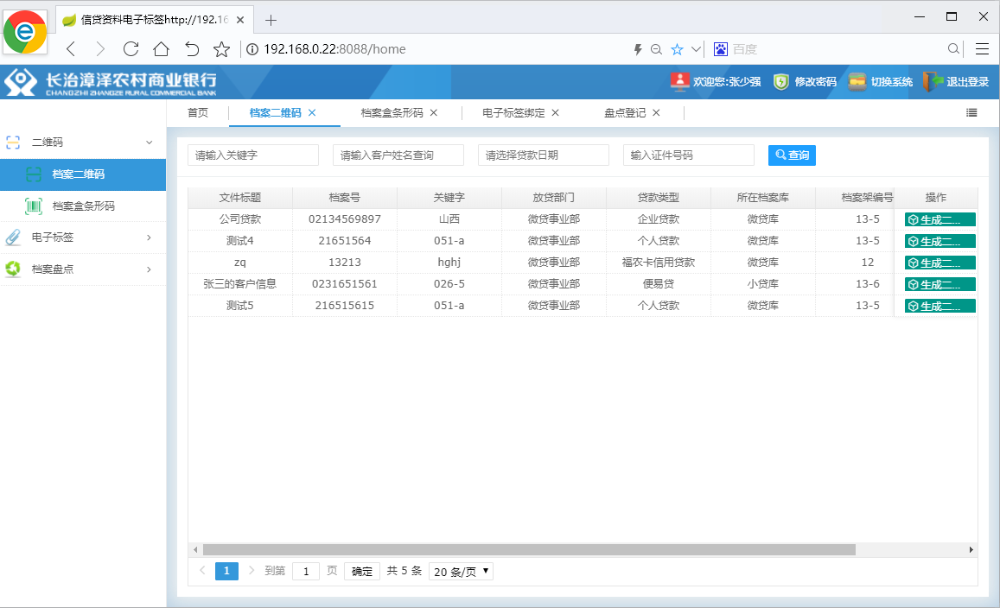 信贷资料电子标签http://192.16
192.168.0.22:8088/home
百度
长治漳泽农村商业银行
CHANGZHI ZHANGZE RURAL COMMERCIAL BANK
欢迎您:张少强 修改密码 切换系统 退出登录
首页 档案二维码 档案盒条形码 电子标签绑定 盘点登记
二维码
档案二维码
档案盒条形码
电子标签
档案盘点
请输入关键字 请输入客户姓名查询 请选择贷款日期 输入证件号码 查询
文件标题 档案号 关键字 放贷部门 贷款类型 所在档案库 档案架编号 操作
公司贷款 02134569897 山西 微贷事业部 企业贷款 微贷库 13-5 生成二...
测试4 21651564 051-a 微贷事业部 个人贷款 微贷库 13-5 生成二...
zq 13213 hghj 微贷事业部 福农卡信用贷款 微贷库 12 生成二...
张三的客户信息 0231651561 026-5 微贷事业部 便易贷 小贷库 13-6 生成二...
测试5 216515615 051-a 微贷事业部 个人贷款 微贷库 13-5 生成二...
1 到第 1 页 确定 共 5 条 20 条/页